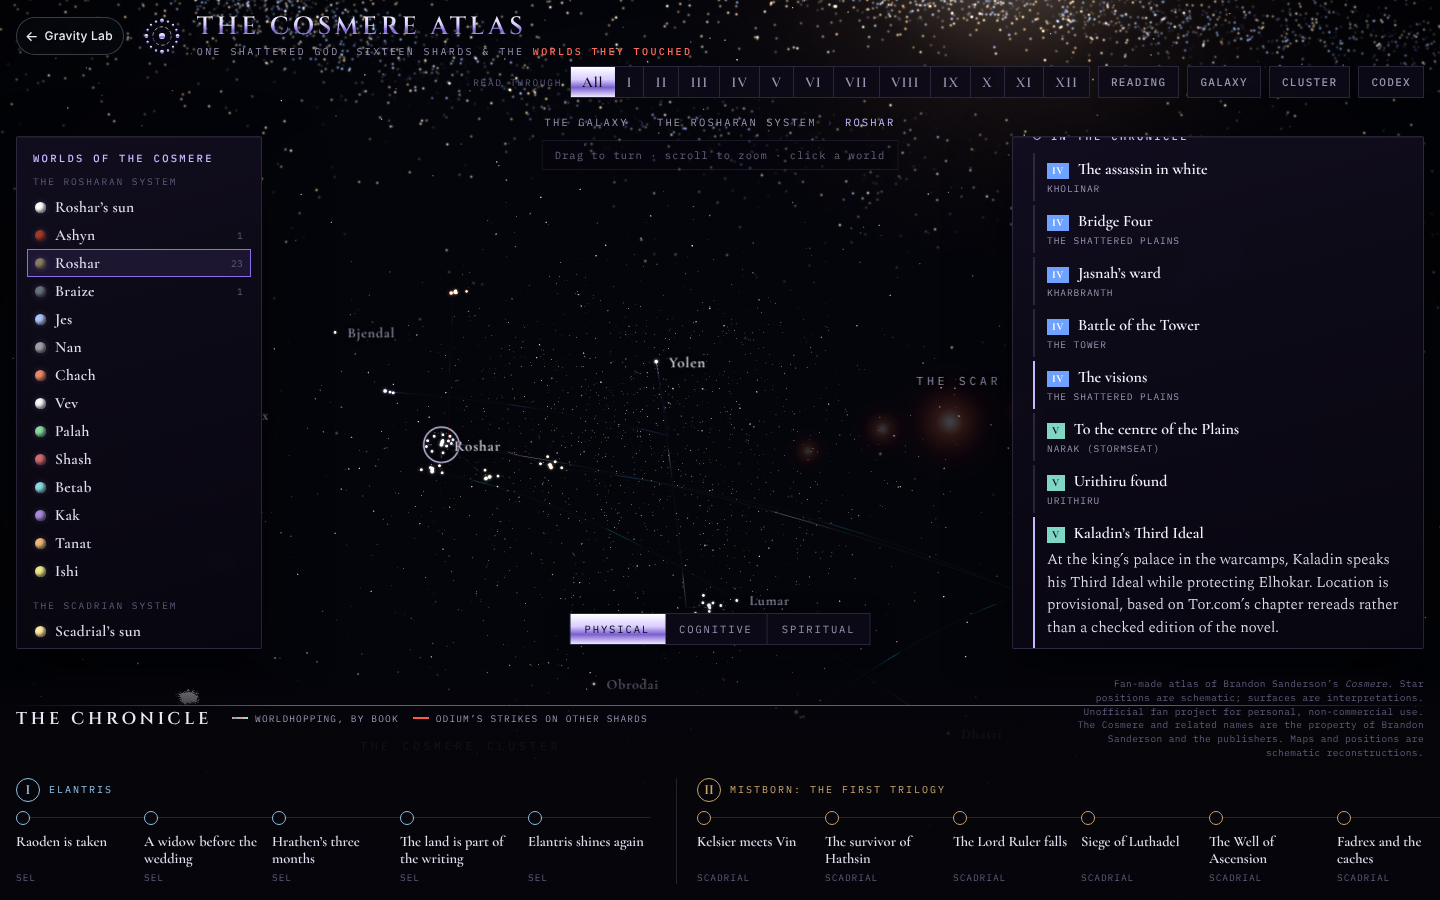 ← Gravity Lab
THE COSMERE ATLAS
ONE SHATTERED GOD, SIXTEEN SHARDS & THE WORLDS THEY TOUCHED
READ THROUGH All I II III IV V VI VII VIII IX X XI XII READING GALAXY CLUSTER CODEX
THE GALAXY › THE ROSHARAN SYSTEM › ROSHAR
Drag to turn · scroll to zoom · click a world
WORLDS OF THE COSMERE
THE ROSHARAN SYSTEM
Roshar’s sun
Ashyn 1
Roshar 23
Braize 1
Jes
Nan
Chach
Vev
Palah
Shash
Betab
Kak
Tanat
Ishi
THE SCADRIAN SYSTEM
Scadrial’s sun
Bjendal
Yolen
THE SCAR
x
Roshar
Lumar
PHYSICAL COGNITIVE SPIRITUAL
Obrodai
Dhatri
THE COSMERE CLUSTER
IN THE CHRONICLE
IV The assassin in white
KHOLINAR
IV Bridge Four
THE SHATTERED PLAINS
IV Jasnah’s ward
KHARBRANTH
IV Battle of the Tower
THE TOWER
IV The visions
THE SHATTERED PLAINS
V To the centre of the Plains
NARAK (STORMSEAT)
V Urithiru found
URITHIRU
V Kaladin’s Third Ideal
At the king’s palace in the warcamps, Kaladin speaks
his Third Ideal while protecting Elhokar. Location is
provisional, based on Tor.com’s chapter rereads rather
than a checked edition of the novel.
Fan-made atlas of Brandon Sanderson’s Cosmere. Star
positions are schematic; surfaces are interpretations.
Unofficial fan project for personal, non-commercial use.
The Cosmere and related names are the property of Brandon
Sanderson and the publishers. Maps and positions are
schematic reconstructions.
THE CHRONICLE WORLDHOPPING, BY BOOK ODIUM’S STRIKES ON OTHER SHARDS
I ELANTRIS
Raoden is taken
SEL
A widow before the
wedding
SEL
Hrathen’s three
months
SEL
The land is part of
the writing
SEL
Elantris shines again
SEL
II MISTBORN: THE FIRST TRILOGY
Kelsier meets Vin
SCADRIAL
The survivor of
Hathsin
SCADRIAL
The Lord Ruler falls
SCADRIAL
Siege of Luthadel
SCADRIAL
The Well of
Ascension
SCADRIAL
Fadrex and the
caches
SCADRIAL